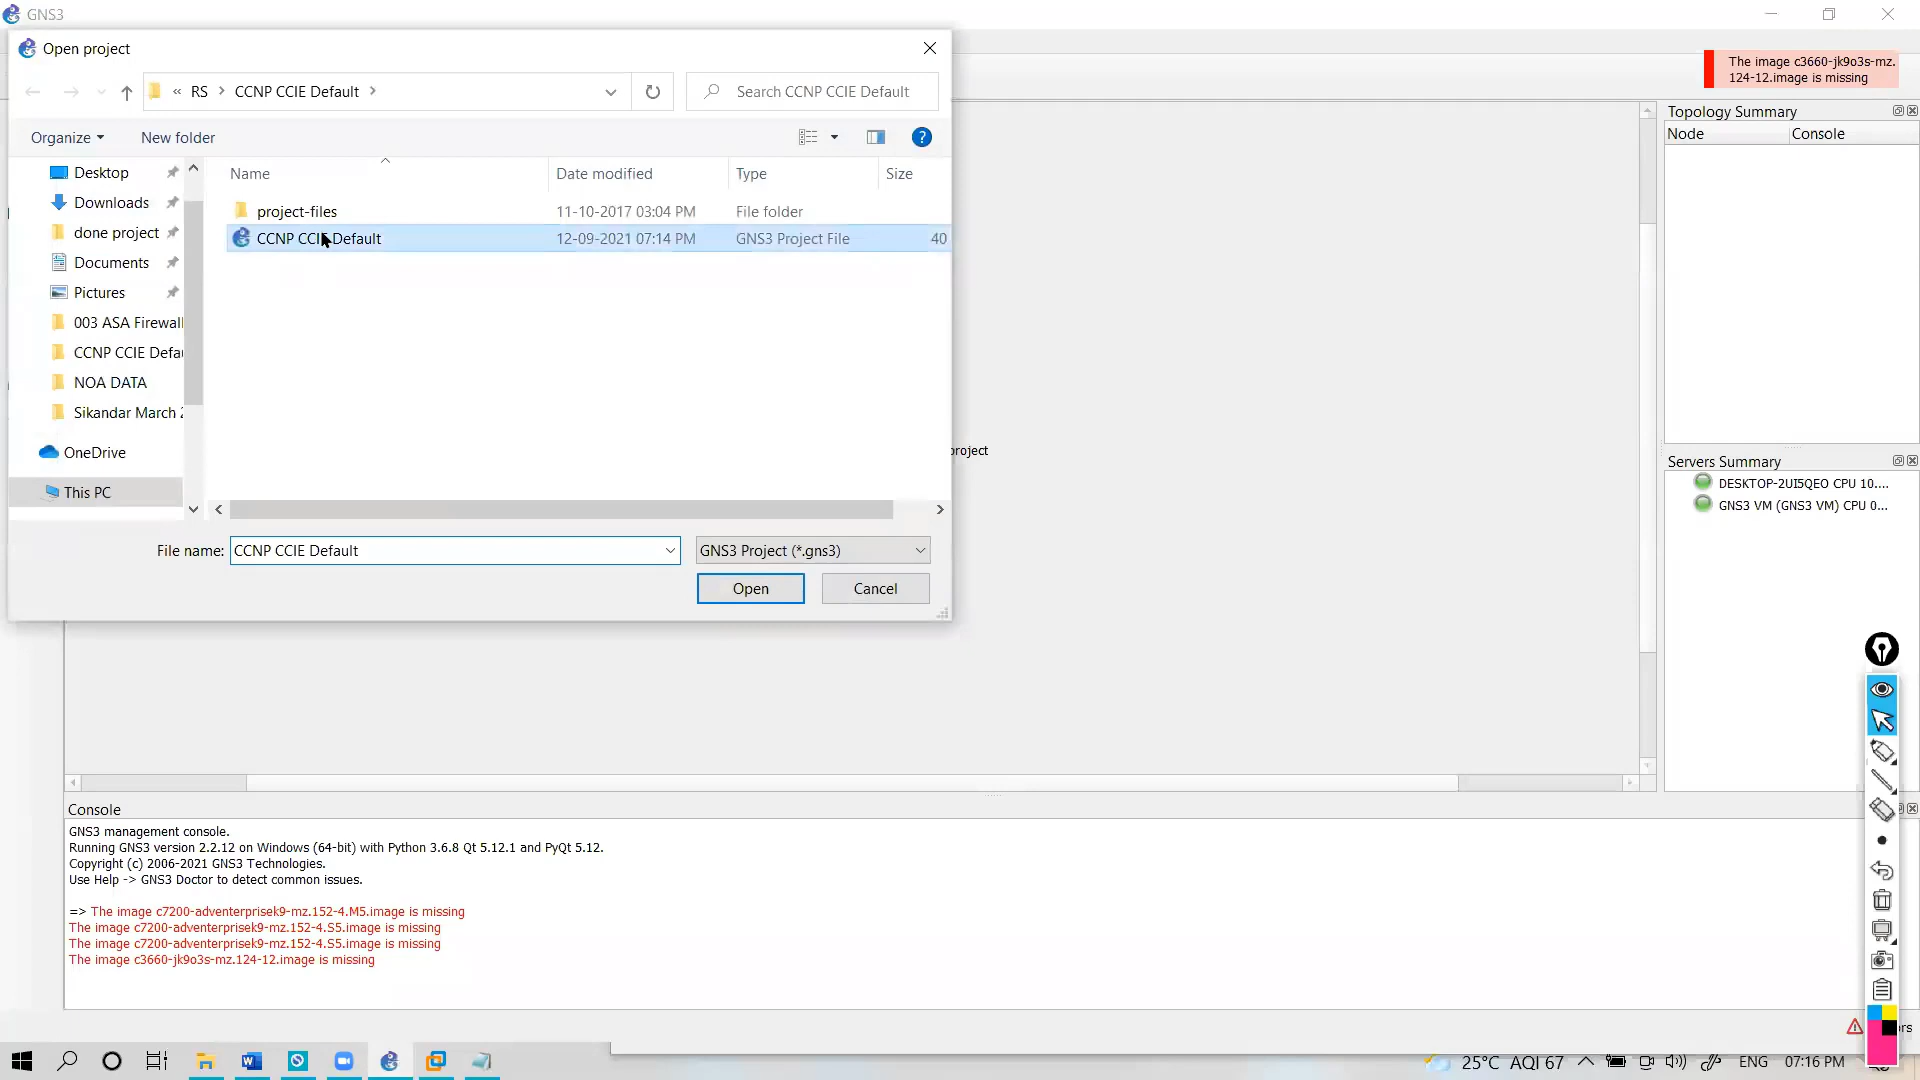 GNS3
Open project
« RS > CCNP CCIE Default >
Search CCNP CCIE Default
Organize
New folder
Name
Date modified
Type
Size
project-files
11-10-2017 03:04 PM
File folder
CCNP CCIE Default
12-09-2021 07:14 PM
GNS3 Project File
40
Desktop
Downloads
done project
Documents
Pictures
003 ASA Firewall
CCNP CCIE Defau
NOA DATA
Sikandar March 2
OneDrive
This PC
File name:
CCNP CCIE Default
GNS3 Project (*.gns3)
Open
Cancel
project
The image c3660-jk9o3s-mz.
124-12.image is missing
Topology Summary
Node
Console
Servers Summary
DESKTOP-2UI5QEO CPU 10....
GNS3 VM (GNS3 VM) CPU 0...
Console
GNS3 management console.
Running GNS3 version 2.2.12 on Windows (64-bit) with Python 3.6.8 Qt 5.12.1 and PyQt 5.12.
Copyright (c) 2006-2021 GNS3 Technologies.
Use Help -> GNS3 Doctor to detect common issues.
=> The image c7200-adventerprisek9-mz.152-4.M5.image is missing
The image c7200-adventerprisek9-mz.152-4.S5.image is missing
The image c7200-adventerprisek9-mz.152-4.S5.image is missing
The image c3660-jk9o3s-mz.124-12.image is missing
rs
25°C AQI 67
ENG
07:16 PM